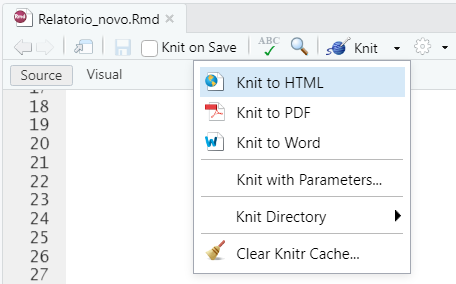 Rmd Relatorio_novo.Rmd
Knit on Save ABC Knit
Source Visual
17
18
19
20
21
22
23
24
25
26
27
Knit to HTML
Knit to PDF
Knit to Word
Knit with Parameters...
Knit Directory
Clear Knitr Cache...